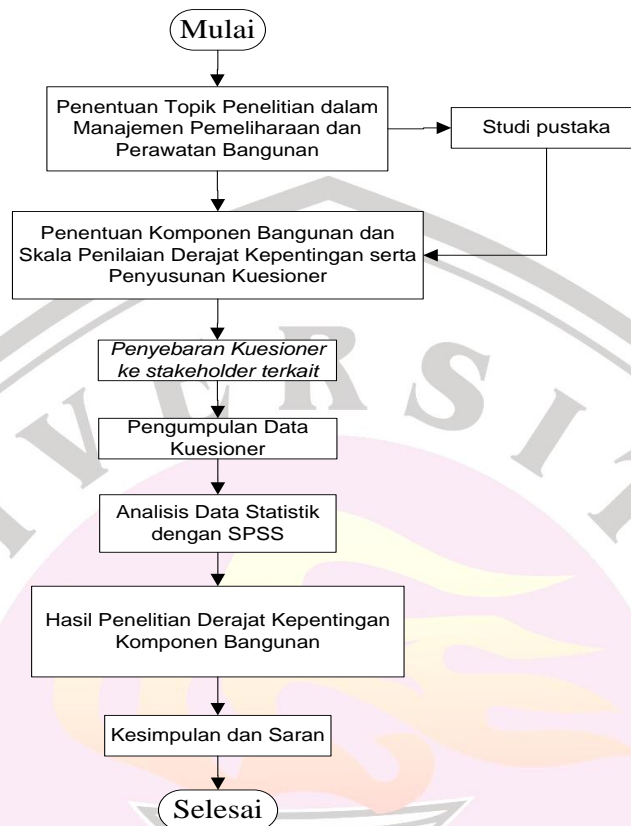 Mulai
Penentuan Topik Penelitian dalam
Manajemen Pemeliharaan dan
Perawatan Bangunan
Studi pustaka
Penentuan Komponen Bangunan dan
Skala Penilaian Derajat Kepentingan serta
Penyusunan Kuesioner
Penyebaran Kuesioner
ke stakeholder terkait
Pengumpulan Data
Kuesioner
Analisis Data Statistik
dengan SPSS
Hasil Penelitian Derajat Kepentingan
Komponen Bangunan
Kesimpulan dan Saran
Selesai
IVERSIT